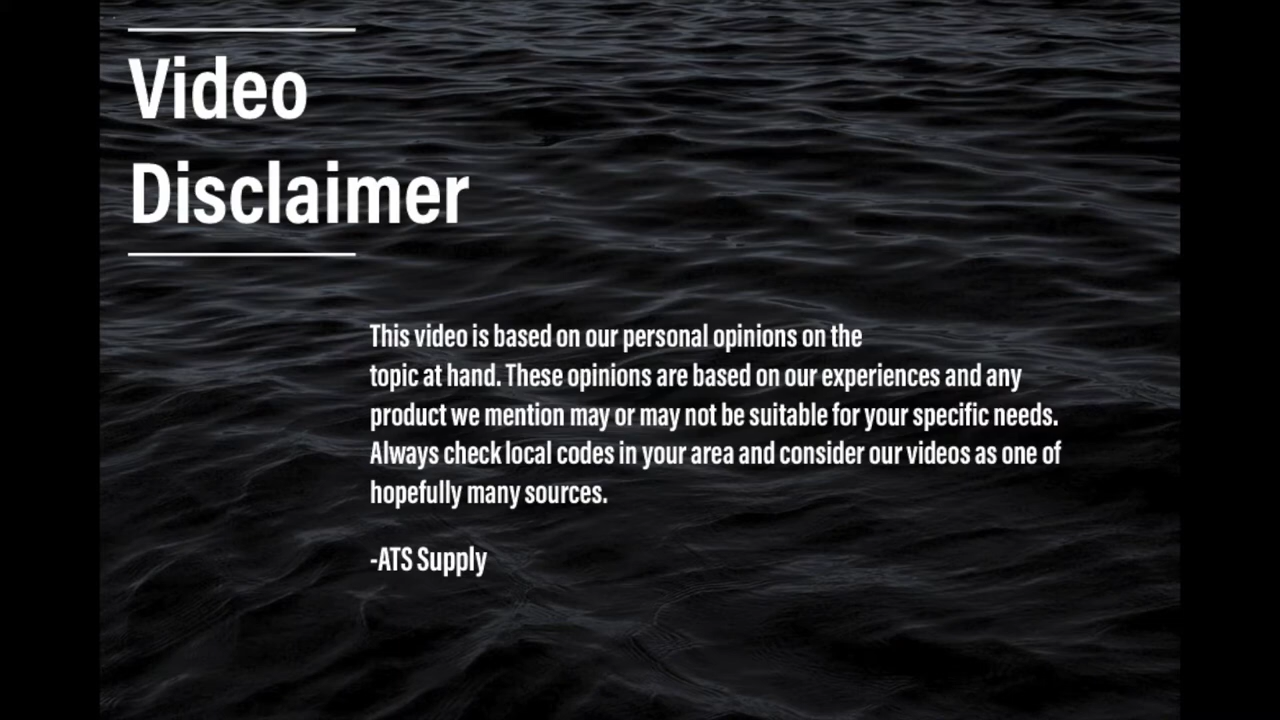 Video
Disclaimer
This video is based on our personal opinions on the
topic at hand. These opinions are based on our experiences and any
product we mention may or may not be suitable for your specific needs.
Always check local codes in your area and consider our videos as one of
hopefully many sources.
-ATS Supply